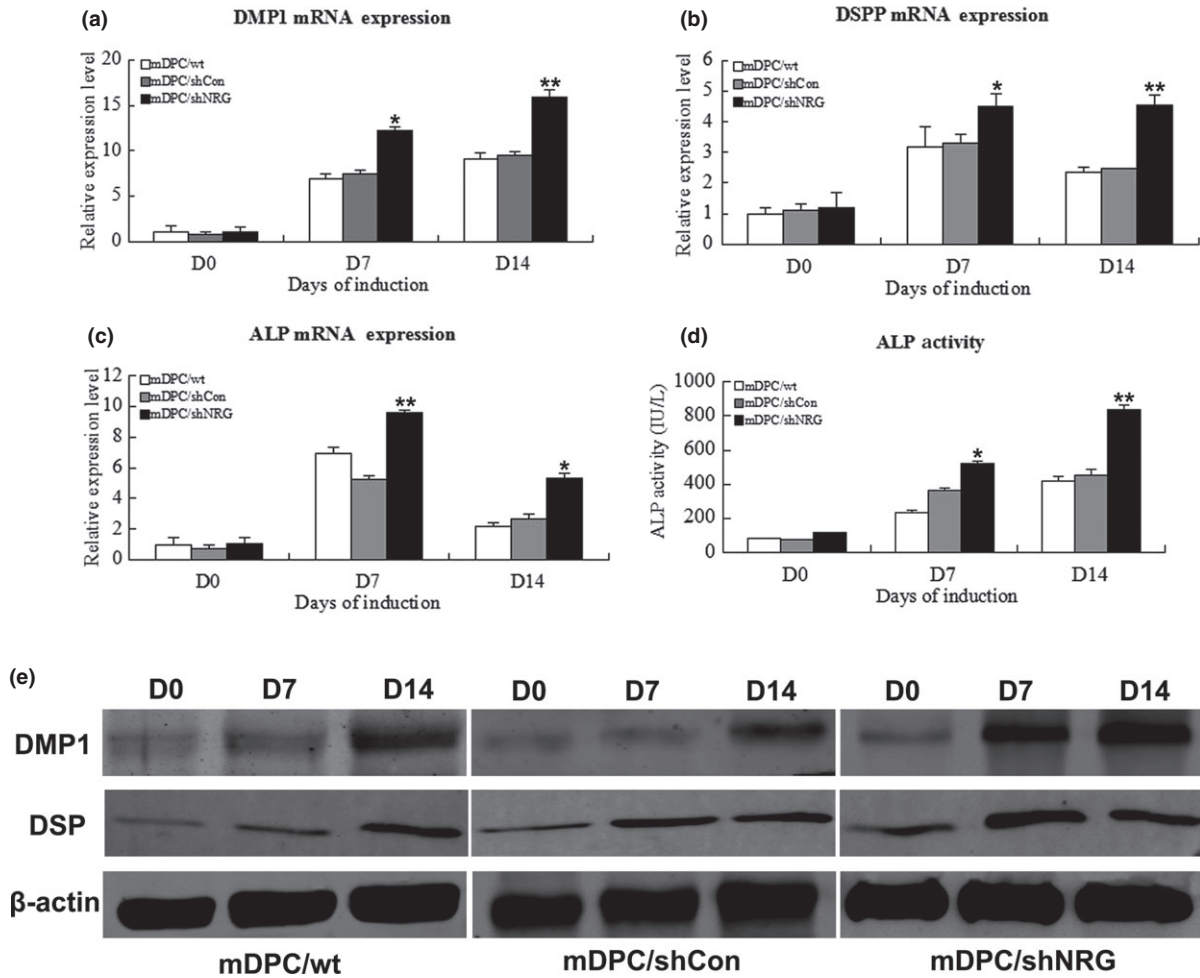 (a)
DMP1 mRNA expression
Relative expression level
20
15
10
5
0
mDPC/wt
mDPC/shCon
mDPC/shNRG
*
**
D0 D7 D14
Days of induction
(b)
DSPP mRNA expression
Relative expression level
6
5
4
3
2
1
0
mDPC/wt
mDPC/shCon
mDPC/shNRG
*
**
D0 D7 D14
Days of induction
(c)
ALP mRNA expression
Relative expression level
12
10
8
6
4
2
0
mDPC/wt
mDPC/shCon
mDPC/shNRG
**
*
D0 D7 D14
Days of induction
(d)
ALP activity
ALP activity (IU/L)
1000
800
600
400
200
0
mDPC/wt
mDPC/shCon
mDPC/shNRG
*
**
D0 D7 D14
Days of induction
(e)
D0 D7 D14 D0 D7 D14 D0 D7 D14
DMP1
DSP
β-actin
mDPC/wt mDPC/shCon mDPC/shNRG